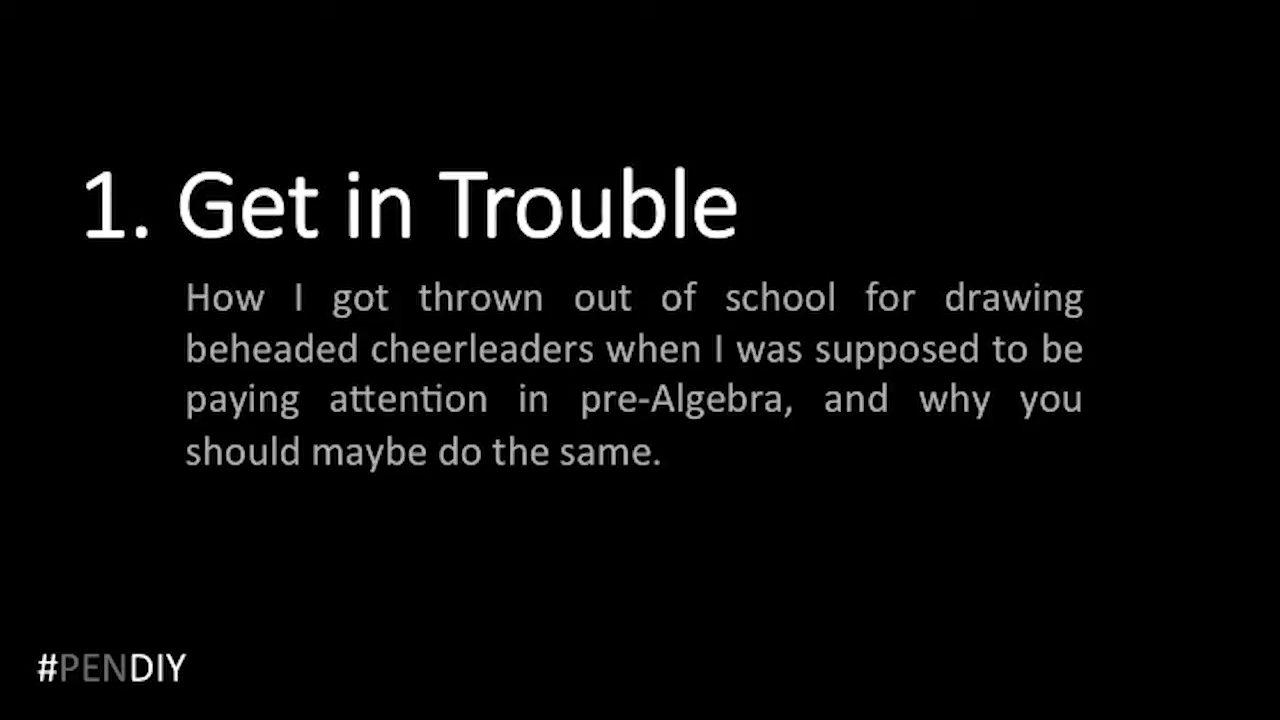 1. Get in Trouble
How I got thrown out of school for drawing
beheaded cheerleaders when I was supposed to be
paying attention in pre-Algebra, and why you
should maybe do the same.
#PENDIY